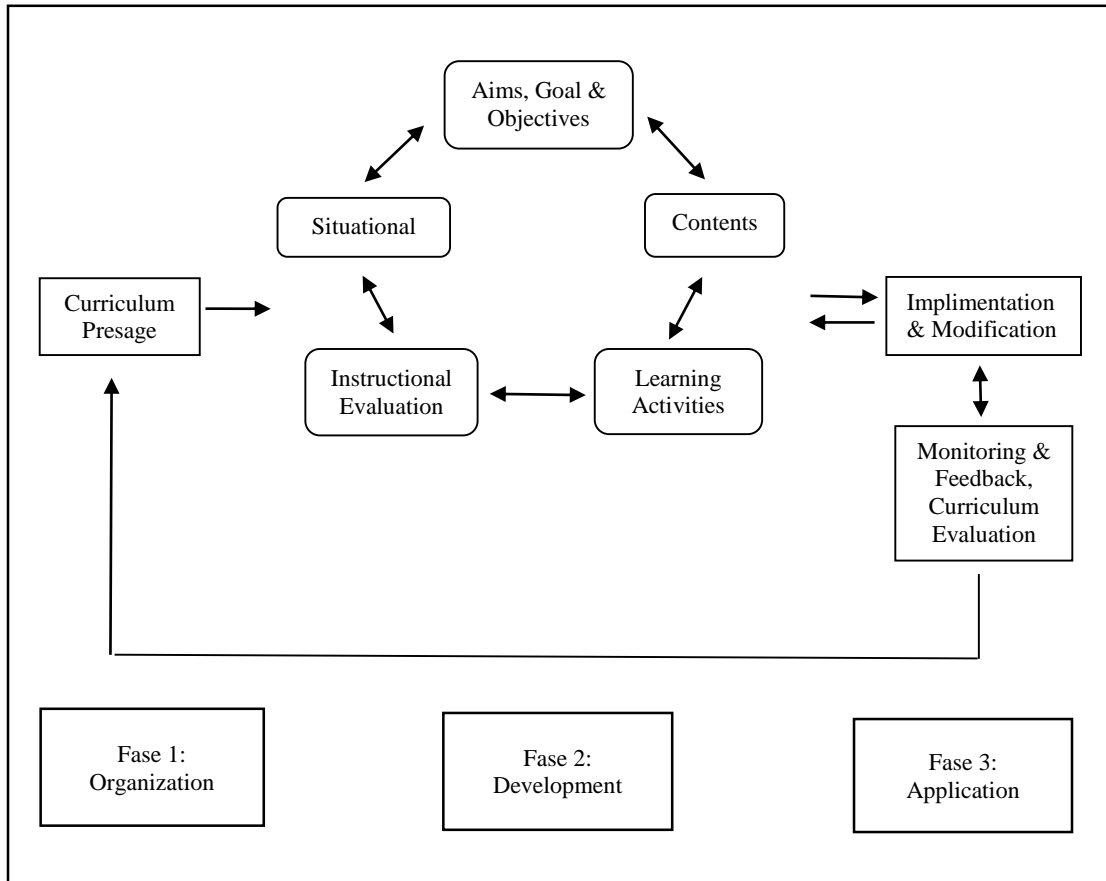 Aims, Goal &
Objectives
Situational
Contents
Curriculum
Presage
Implimentation
& Modification
Instructional
Evaluation
Learning
Activities
Monitoring &
Feedback,
Curriculum
Evaluation
Fase 1:
Organization
Fase 2:
Development
Fase 3:
Application